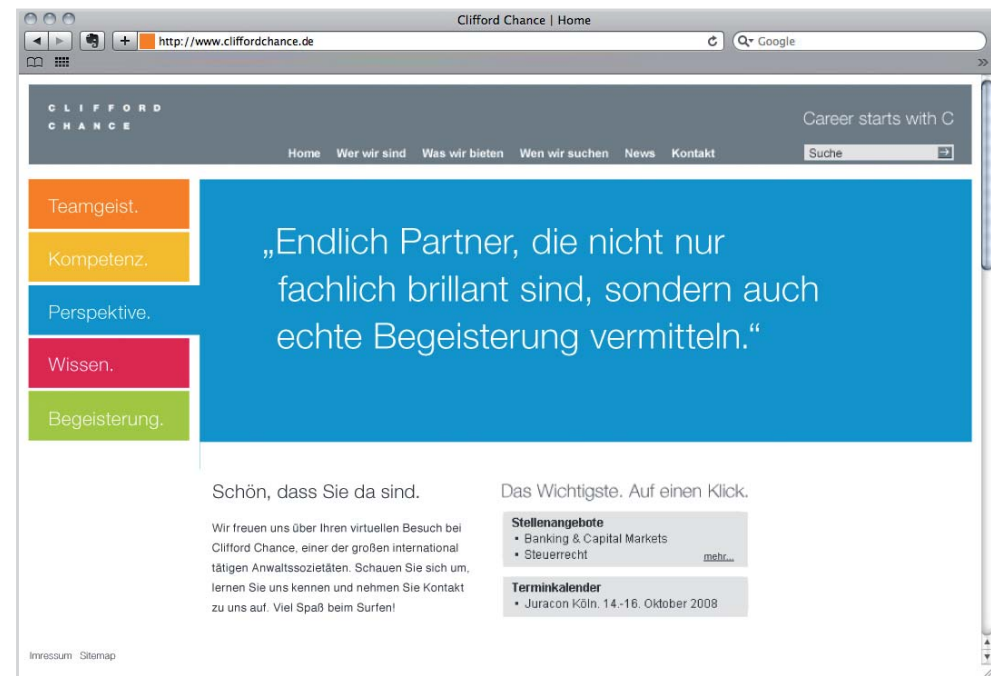 Clifford Chance | Home
http://www.cliffordchance.de
Google
CLIFFORD
CHANCE
Career starts with C
Home Wer wir sind Was wir bieten Wen wir suchen News Kontakt
Suche
Teamgeist.
Kompetenz.
Perspektive.
Wissen.
Begeisterung.
„Endlich Partner, die nicht nur
fachlich brillant sind, sondern auch
echte Begeisterung vermitteln.“
Schön, dass Sie da sind.
Wir freuen uns über Ihren virtuellen Besuch bei
Clifford Chance, einer der großen international
tätigen Anwaltssozietäten. Schauen Sie sich um,
lernen Sie uns kennen und nehmen Sie Kontakt
zu uns auf. Viel Spaß beim Surfen!
Das Wichtigste. Auf einen Klick.
Stellenangebote
• Banking & Capital Markets
• Steuerrecht mehr...
Terminkalender
• Juracon Köln. 14.-16. Oktober 2008
Imressum Sitemap